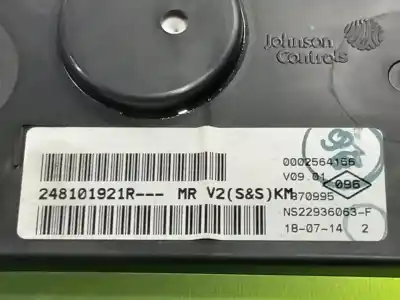 Johnson
Controls
0002564156
V09.01
096
248101921R--- MR V2(S&S)KM
870995
NS22936063-F
18-07-14 2